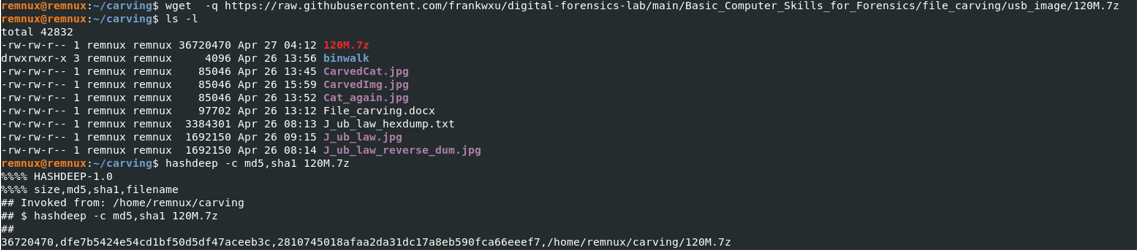 remnux@remnux:~/carving$ wget  -q https://raw.githubusercontent.com/frankwxu/digital-forensics-lab/main/Basic_Computer_Skills_for_Forensics/file_carving/usb_image/120M.7z
remnux@remnux:~/carving$ ls -l
total 42832
-rw-rw-r-- 1 remnux remnux 36720470 Apr 27 04:12 120M.7z
drwxrwxr-x 3 remnux remnux     4096 Apr 26 13:56 binwalk
-rw-rw-r-- 1 remnux remnux    85046 Apr 26 13:45 CarvedCat.jpg
-rw-rw-r-- 1 remnux remnux    85046 Apr 26 15:59 CarvedImg.jpg
-rw-rw-r-- 1 remnux remnux    85046 Apr 26 13:52 Cat_again.jpg
-rw-rw-r-- 1 remnux remnux    97702 Apr 26 13:12 File_carving.docx
-rw-rw-r-- 1 remnux remnux  3384301 Apr 26 08:13 J_ub_law_hexdump.txt
-rw-rw-r-- 1 remnux remnux  1692150 Apr 26 09:15 J_ub_law.jpg
-rw-rw-r-- 1 remnux remnux  1692150 Apr 26 08:14 J_ub_law_reverse_dum.jpg
remnux@remnux:~/carving$ hashdeep -c md5,sha1 120M.7z
%%%% HASHDEEP-1.0
%%%% size,md5,sha1,filename
## Invoked from: /home/remnux/carving
## $ hashdeep -c md5,sha1 120M.7z
##
36720470,dfe7b5424e54cd1bf50d5df47aceeb3c,2810745018afaa2da31dc17a8eb590fca66eeef7,/home/remnux/carving/120M.7z